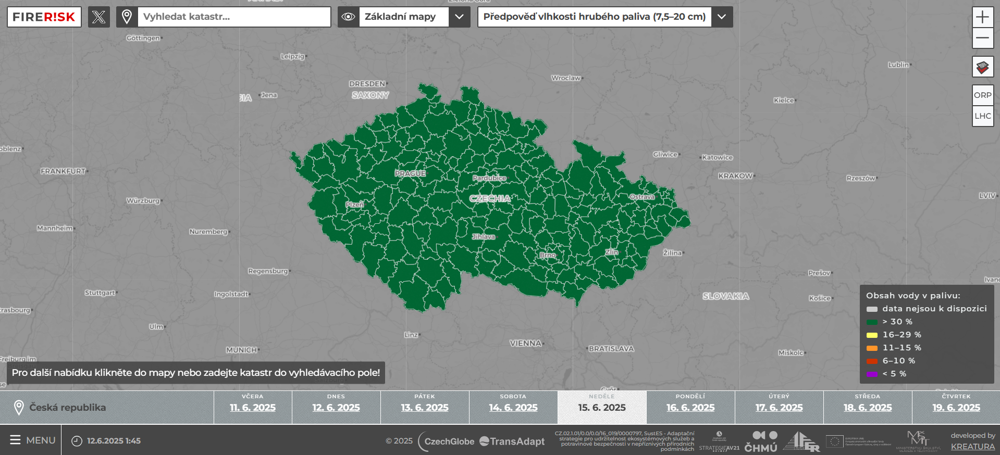 FIRER!SK
Vyhledat katastr...
Základní mapy
Předpověď vlhkosti hrubého paliva (7,5–20 cm)
Göttingen
Leipzig
Lublin
Wroclaw
DRESDEN
SAXONY
Jena
Kielce
ORP
LHC
Gliwice
Katowice
FRANKFURT
PRAGUE
Pardubice
KRAKOW
Rzeszów
CZECHIA
Ostrava
LVIV
Würzburg
Plzeň
Mannheim
Nuremberg
Jihlava
Brno
Zlín
Žilina
Regensburg
Prešov
Stuttgart
Ingolstadt
SLOVAKIA
Košice
Ulm
Linz
VIENNA
BRATISLAVA
MUNICH
Miskolc
Freiburg im
Obsah vody v palivu:
data nejsou k dispozici
> 30 %
16–29 %
11–15 %
6–10 %
< 5 %
Pro další nabídku klikněte do mapy nebo zadejte katastr do vyhledávacího pole!
Česká republika
VČERA
11. 6. 2025
DNES
12. 6. 2025
PÁTEK
13. 6. 2025
SOBOTA
14. 6. 2025
NEDĚLE
15. 6. 2025
PONDĚLÍ
16. 6. 2025
ÚTERÝ
17. 6. 2025
STŘEDA
18. 6. 2025
ČTVRTEK
19. 6. 2025
MENU
12.6.2025 1:45
© 2025
CzechGlobe
TransAdapt
CZ.02.1.01/0.0/0.0/16_019/0000797, SustES - Adaptační
strategie pro udržitelnost ekosystémových služeb a
potravinové bezpečnosti v nepříznivých přírodních
podmínkách
STRATEGIE AV21
ČHMÚ
EVROPSKÁ UNIE
MINISTERSTVO ŠKOLSTVÍ,
MLÁDEŽE A TĚLOVÝCHOVY
developed by
KREATURA